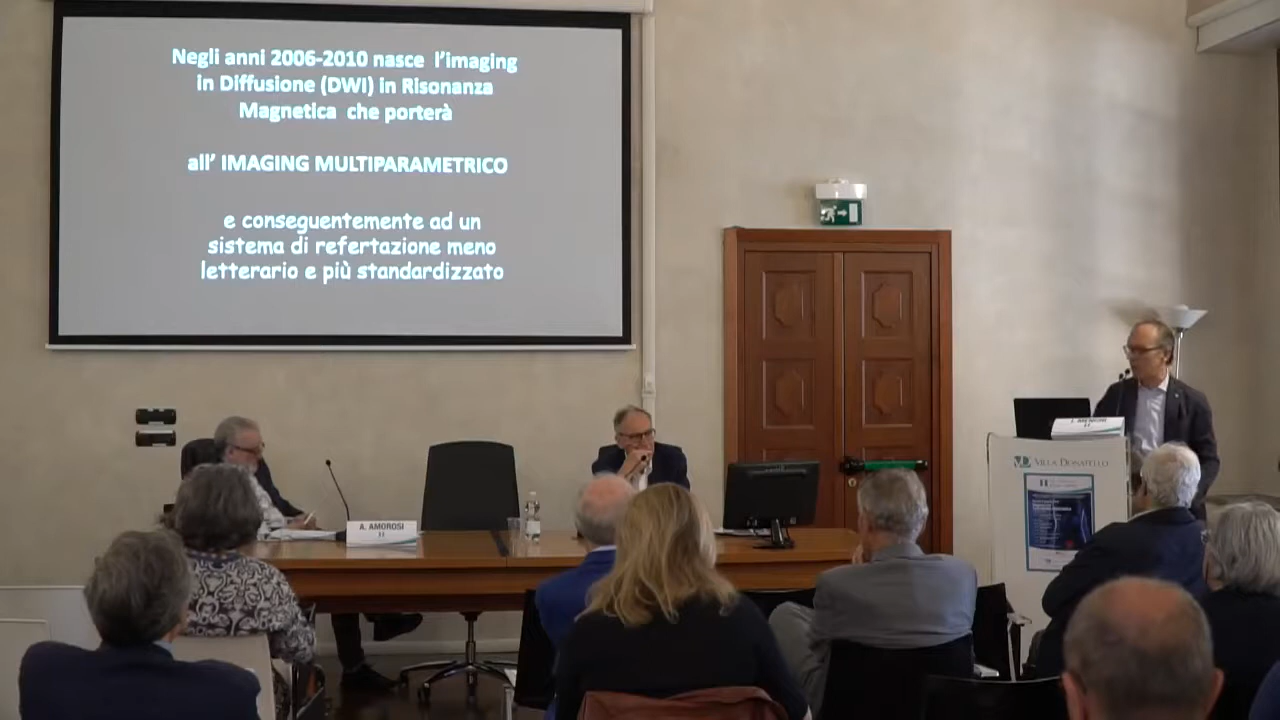 Negli anni 2006-2010 nasce l'imaging
in Diffusione (DWI) in Risonanza
Magnetica che porterà
all' IMAGING MULTIPARAMETRICO
e conseguentemente ad un
sistema di refertazione meno
letterario e più standardizzato
A. AMOROSI
VILLA DONATELLO